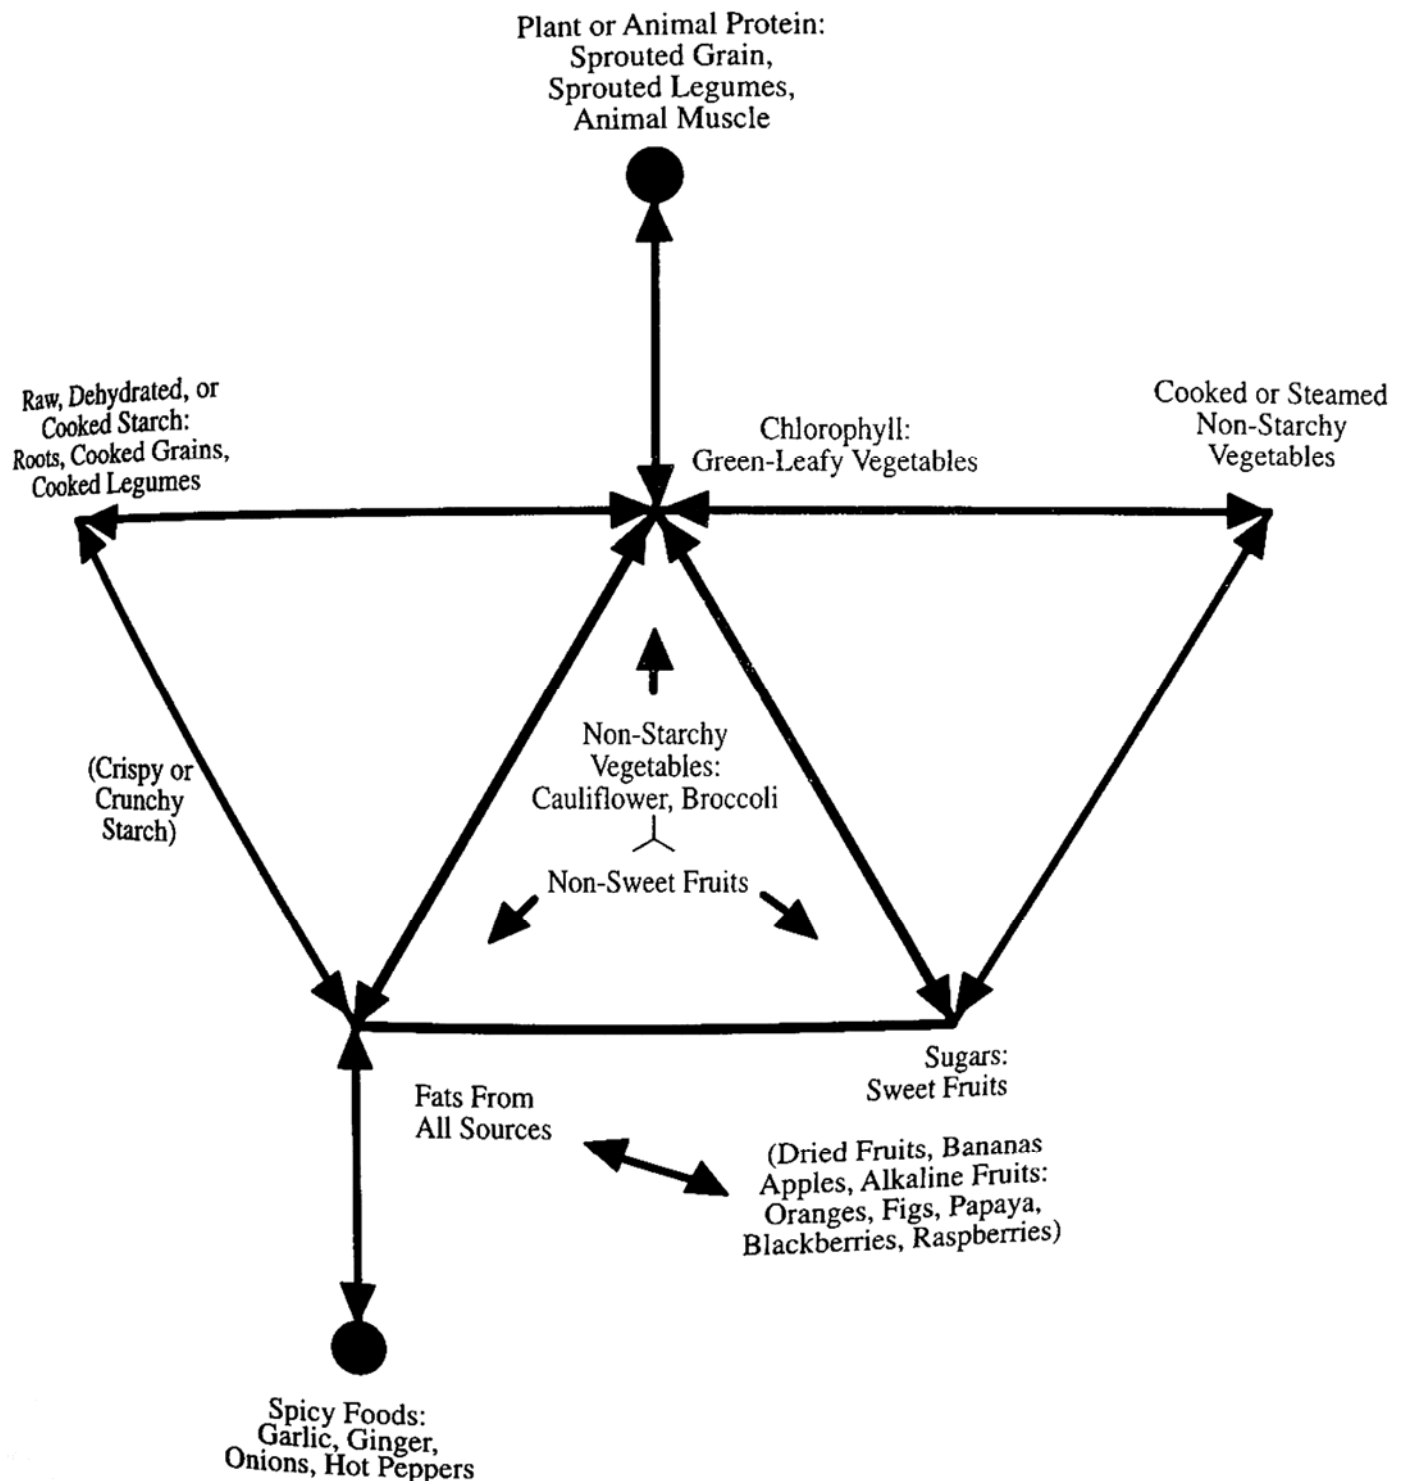 Plant or Animal Protein:
Sprouted Grain,
Sprouted Legumes,
Animal Muscle
Raw, Dehydrated, or
Cooked Starch:
Roots, Cooked Grains,
Cooked Legumes
Chlorophyll:
Green-Leafy Vegetables
Cooked or Steamed
Non-Starchy
Vegetables
(Crispy or
Crunchy
Starch)
Non-Starchy
Vegetables:
Cauliflower, Broccoli
Non-Sweet Fruits
Fats From
All Sources
Sugars:
Sweet Fruits
(Dried Fruits, Bananas
Apples, Alkaline Fruits:
Oranges, Figs, Papaya,
Blackberries, Raspberries)
Spicy Foods:
Garlic, Ginger,
Onions, Hot Peppers